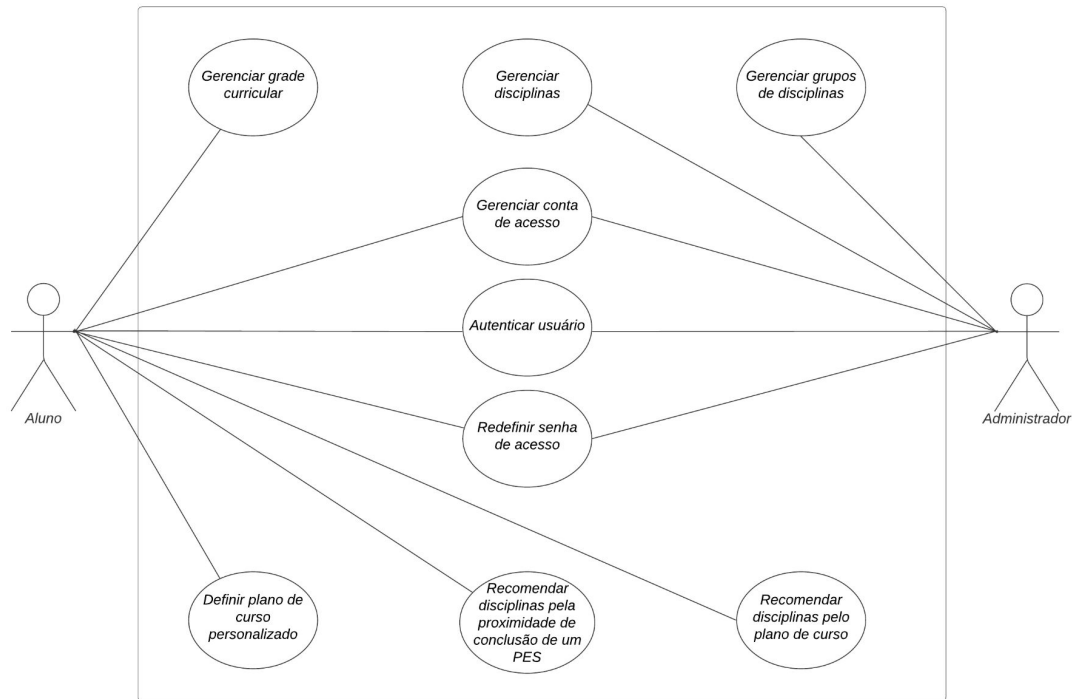 Gerenciar grade
curricular
Gerenciar
disciplinas
Gerenciar grupos
de disciplinas
Gerenciar conta
de acesso
Autenticar usuário
Redefinir senha
de acesso
Aluno
Administrador
Definir plano de
curso
personalizado
Recomendar
disciplinas pela
proximidade de
conclusão de um
PES
Recomendar
disciplinas pelo
plano de curso